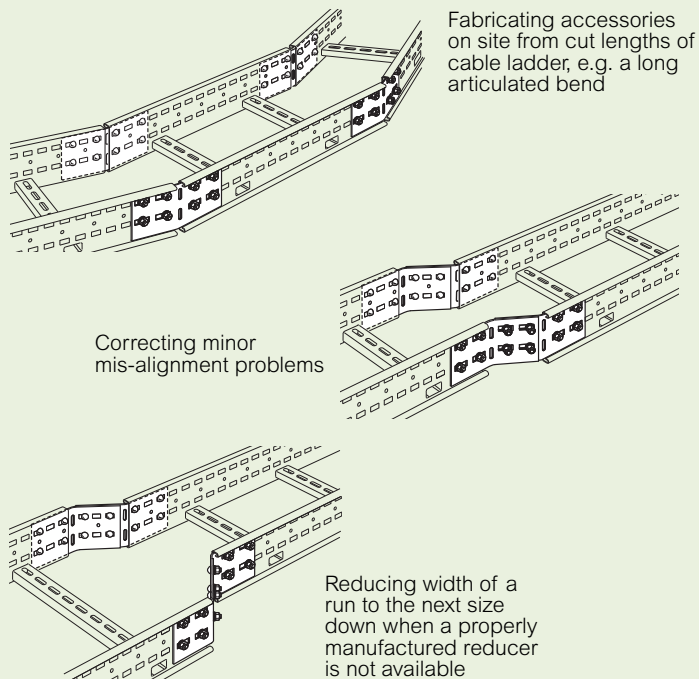 Fabricating accessories
on site from cut lengths of
cable ladder, e.g. a long
articulated bend
Correcting minor
mis-alignment problems
Reducing width of a
run to the next size
down when a properly
manufactured reducer
is not available